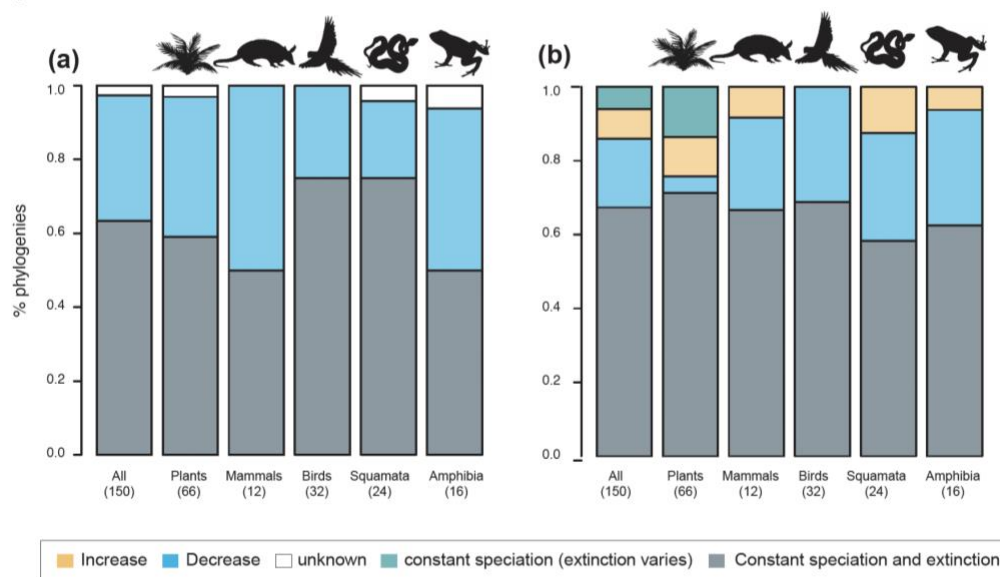 (a)
(b)
% phylogenies
1.0
0.8
0.6
0.4
0.2
0.0
All
(150)
Plants
(66)
Mammals
(12)
Birds
(32)
Squamata
(24)
Amphibia
(16)
1.0
0.8
0.6
0.4
0.2
0.0
All
(150)
Plants
(66)
Mammals
(12)
Birds
(32)
Squamata
(24)
Amphibia
(16)
Increase Decrease unknown constant speciation (extinction varies) Constant speciation and extinction